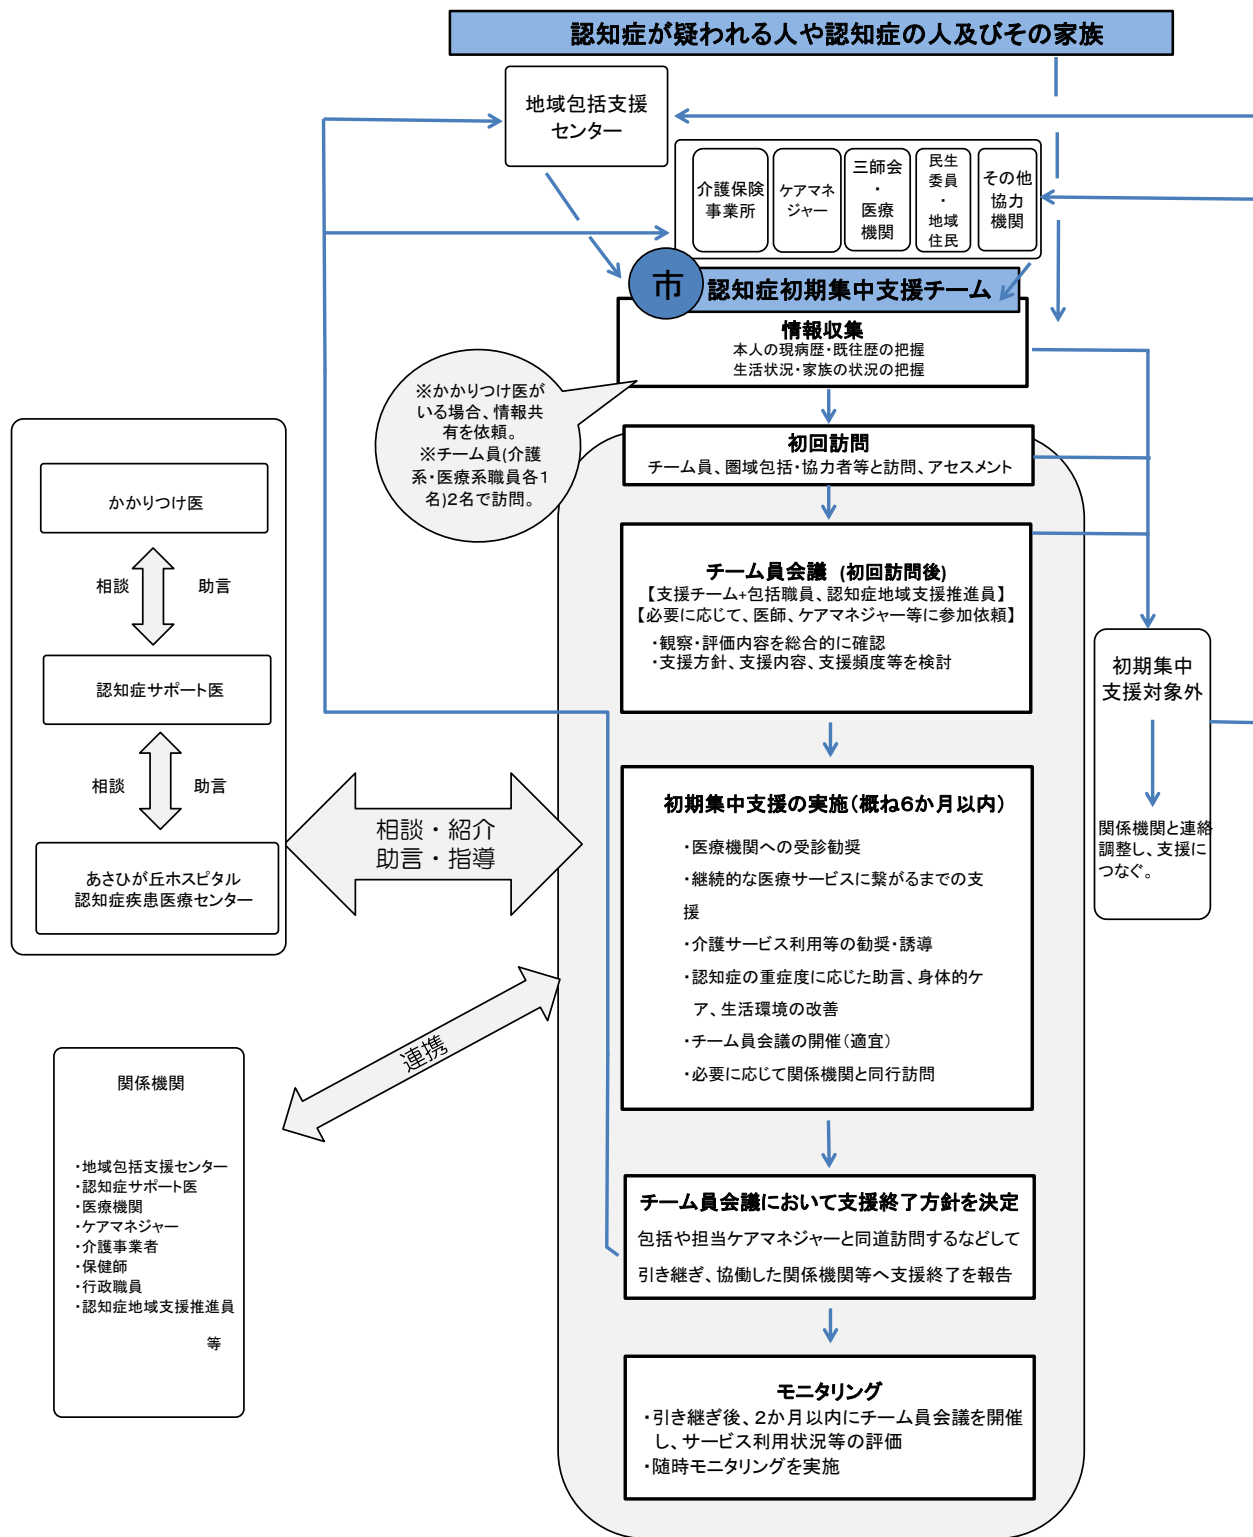 認知症が疑われる人や認知症の人及びその家族
地域包括支援
センター
介護保険
事業所
ケアマネ
ジャー
三師会
・
医療
機関
民生
委員
・
地域
住民
その他
協力
機関
市
認知症初期集中支援チーム
情報収集
本人の現病歴・既往歴の把握
生活状況・家族の状況の把握
※かかりつけ医が
いる場合、情報共
有を依頼。
※チーム員(介護
系・医療系職員各1
名)2名で訪問。
初回訪問
チーム員、圏域包括・協力者等と訪問、アセスメント
チーム員会議 (初回訪問後)
【支援チーム+包括職員、認知症地域支援推進員】
【必要に応じて、医師、ケアマネジャー等に参加依頼】
・観察・評価内容を総合的に確認
・支援方針、支援内容、支援頻度等を検討
かかりつけ医
相談
助言
認知症サポート医
相談
助言
あさひが丘ホスピタル
認知症疾患医療センター
相談・紹介
助言・指導
初期集中
支援対象外
関係機関と連絡
調整し、支援に
つなぐ。
初期集中支援の実施(概ね6か月以内)
・医療機関への受診勧奨
・継続的な医療サービスに繋がるまでの支
援
・介護サービス利用等の勧奨・誘導
・認知症の重症度に応じた助言、身体的ケ
ア、生活環境の改善
・チーム員会議の開催(適宜)
・必要に応じて関係機関と同行訪問
連携
関係機関
・地域包括支援センター
・認知症サポート医
・医療機関
・ケアマネジャー
・介護事業者
・保健師
・行政職員
・認知症地域支援推進員
等
チーム員会議において支援終了方針を決定
包括や担当ケアマネジャーと同道訪問するなどして
引き継ぎ、協働した関係機関等へ支援終了を報告
モニタリング
・引き継ぎ後、2か月以内にチーム員会議を開催
し、サービス利用状況等の評価
・随時モニタリングを実施